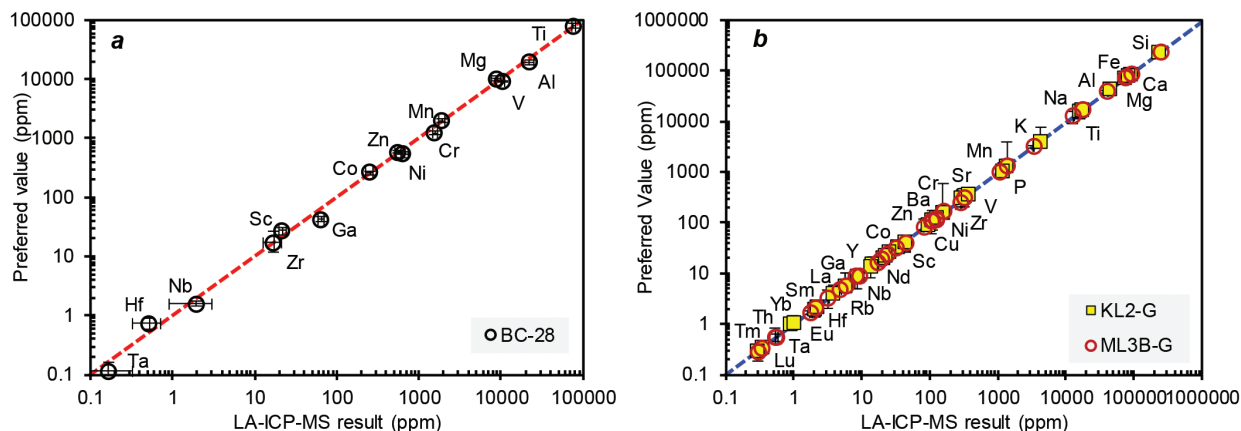 a
Preferred value (ppm)
1000000
100000
10000
1000
100
10
1
0.1
Ti
Mg
Al
V
Mn
Cr
Zn
Ni
Co
Sc
Ga
Zr
Nb
Hf
Ta
BC-28
0.1 1 10 100 1000 10000 100000
LA-ICP-MS result (ppm)
b
Preferred Value (ppm)
1000000
100000
10000
1000
100
10
1
0.1
Si
Fe
Al
Ca
Na
Mg
Ti
K
Mn
P
Sr
Cr
Ba
V
Zn
Zr
Ni
Co
Cu
Y
Sc
Ga
Nd
La
Nb
Sm
Rb
Yb
Hf
Th
Eu
Tm
Ta
Lu
KL2-G
ML3B-G
0.1 1 10 100 1000 10000 100000 1000000
LA-ICP-MS result (ppm)